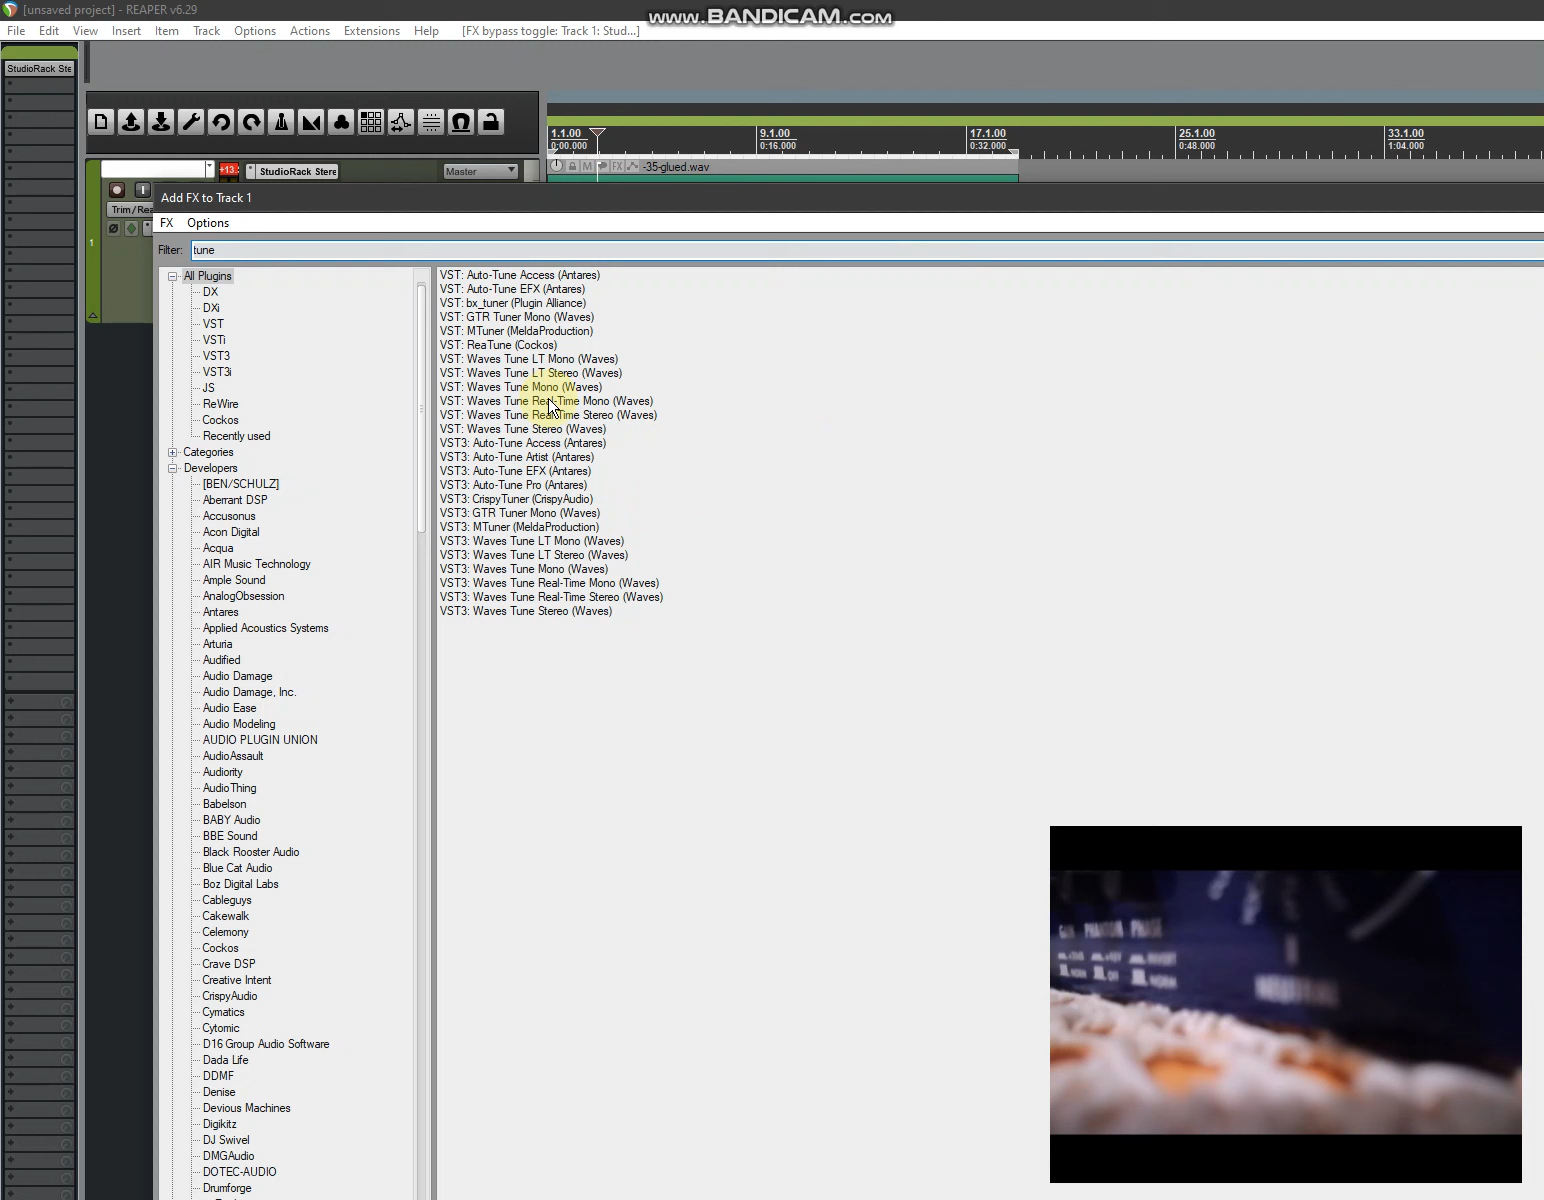 [unsaved project] - REAPER v6.29
WWW.BANDICAM.COM
File Edit View Insert Item Track Options Actions Extensions Help [FX bypass toggle: Track 1: Stud...]
StudioRack Ste
1.1.00 9.1.00 17.1.00 25.1.00 33.1.00
0:00.000 0:16.000 0:32.000 0:48.000 1:04.000
+13. StudioRack Stere Master
M FX -35-glued.wav
Trim/Rea
1
Add FX to Track 1
FX Options
Filter: tune
All Plugins
DX
DXi
VST
VSTi
VST3
VST3i
JS
ReWire
Cockos
Recently used
Categories
Developers
[BEN/SCHULZ]
Aberrant DSP
Accusonus
Acon Digital
Acqua
AIR Music Technology
Ample Sound
AnalogObsession
Antares
Applied Acoustics Systems
Arturia
Audified
Audio Damage
Audio Damage, Inc.
Audio Ease
Audio Modeling
AUDIO PLUGIN UNION
AudioAssault
Audiority
AudioThing
Babelson
BABY Audio
BBE Sound
Black Rooster Audio
Blue Cat Audio
Boz Digital Labs
Cableguys
Cakewalk
Celemony
Cockos
Crave DSP
Creative Intent
CrispyAudio
Cymatics
Cytomic
D16 Group Audio Software
Dada Life
DDMF
Denise
Devious Machines
Digikitz
DJ Swivel
DMGAudio
DOTEC-AUDIO
Drumforge
VST: Auto-Tune Access (Antares)
VST: Auto-Tune EFX (Antares)
VST: bx_tuner (Plugin Alliance)
VST: GTR Tuner Mono (Waves)
VST: MTuner (MeldaProduction)
VST: ReaTune (Cockos)
VST: Waves Tune LT Mono (Waves)
VST: Waves Tune LT Stereo (Waves)
VST: Waves Tune Mono (Waves)
VST: Waves Tune Real-Time Mono (Waves)
VST: Waves Tune Real-Time Stereo (Waves)
VST: Waves Tune Stereo (Waves)
VST3: Auto-Tune Access (Antares)
VST3: Auto-Tune Artist (Antares)
VST3: Auto-Tune EFX (Antares)
VST3: Auto-Tune Pro (Antares)
VST3: CrispyTuner (CrispyAudio)
VST3: GTR Tuner Mono (Waves)
VST3: MTuner (MeldaProduction)
VST3: Waves Tune LT Mono (Waves)
VST3: Waves Tune LT Stereo (Waves)
VST3: Waves Tune Mono (Waves)
VST3: Waves Tune Real-Time Mono (Waves)
VST3: Waves Tune Real-Time Stereo (Waves)
VST3: Waves Tune Stereo (Waves)
PHANTOM PHASE